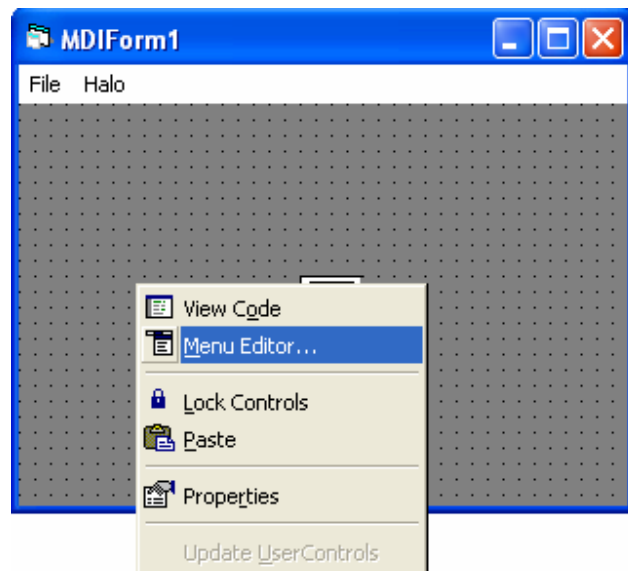 MDIForm1
File Halo
View Code
Menu Editor...
Lock Controls
Paste
Properties
Update UserControls